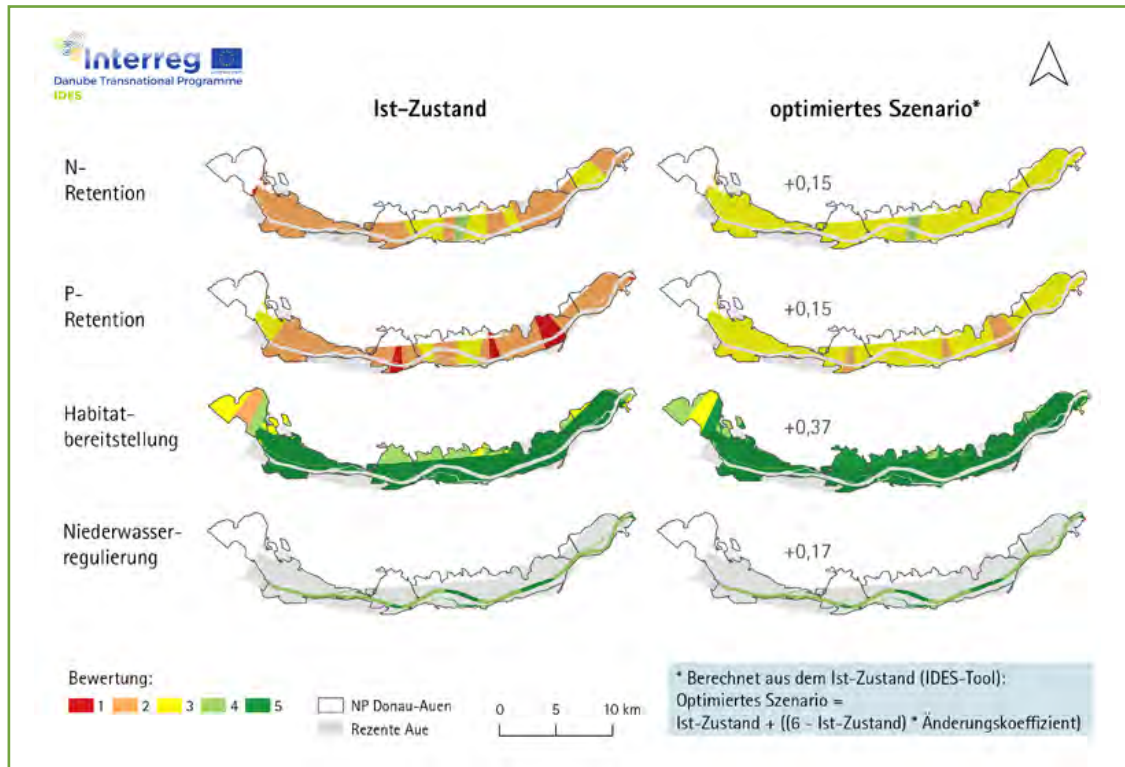 Interreg
Danube Transnational Programme
IDES
Ist-Zustand
optimiertes Szenario*
N-
Retention
+0,15
P-
Retention
+0,15
Habitat-
bereitstellung
+0,37
Niederwasser-
regulierung
+0,17
Bewertung:
1 2 3 4 5
NP Donau-Auen
Rezente Aue
0 5 10 km
* Berechnet aus dem Ist-Zustand (IDES-Tool):
Optimiertes Szenario =
Ist-Zustand + ((6 - Ist-Zustand) * Änderungskoeffizient)